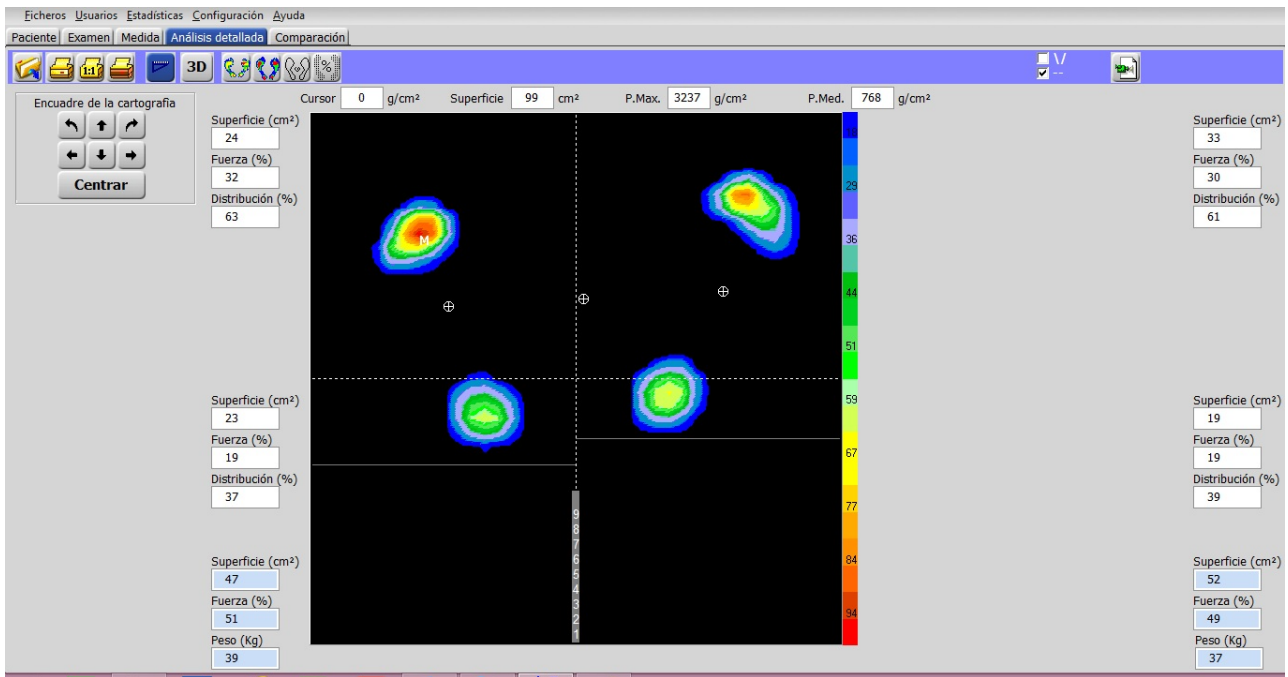 Ficheros Usuarios Estadísticas Configuración Ayuda
Paciente Examen Medida Análisis detallada Comparación
1:1 3D % \/
--
Encuadre de la cartografia
Centrar
Cursor 0 g/cm² Superficie 99 cm² P.Max. 3237 g/cm² P.Med. 768 g/cm²
Superficie (cm²)
24
Fuerza (%)
32
Distribución (%)
63
Superficie (cm²)
23
Fuerza (%)
19
Distribución (%)
37
Superficie (cm²)
47
Fuerza (%)
51
Peso (Kg)
39
M
9
8
7
6
5
4
3
2
1
29
36
44
51
59
67
77
84
94
Superficie (cm²)
33
Fuerza (%)
30
Distribución (%)
61
Superficie (cm²)
19
Fuerza (%)
19
Distribución (%)
39
Superficie (cm²)
52
Fuerza (%)
49
Peso (Kg)
37